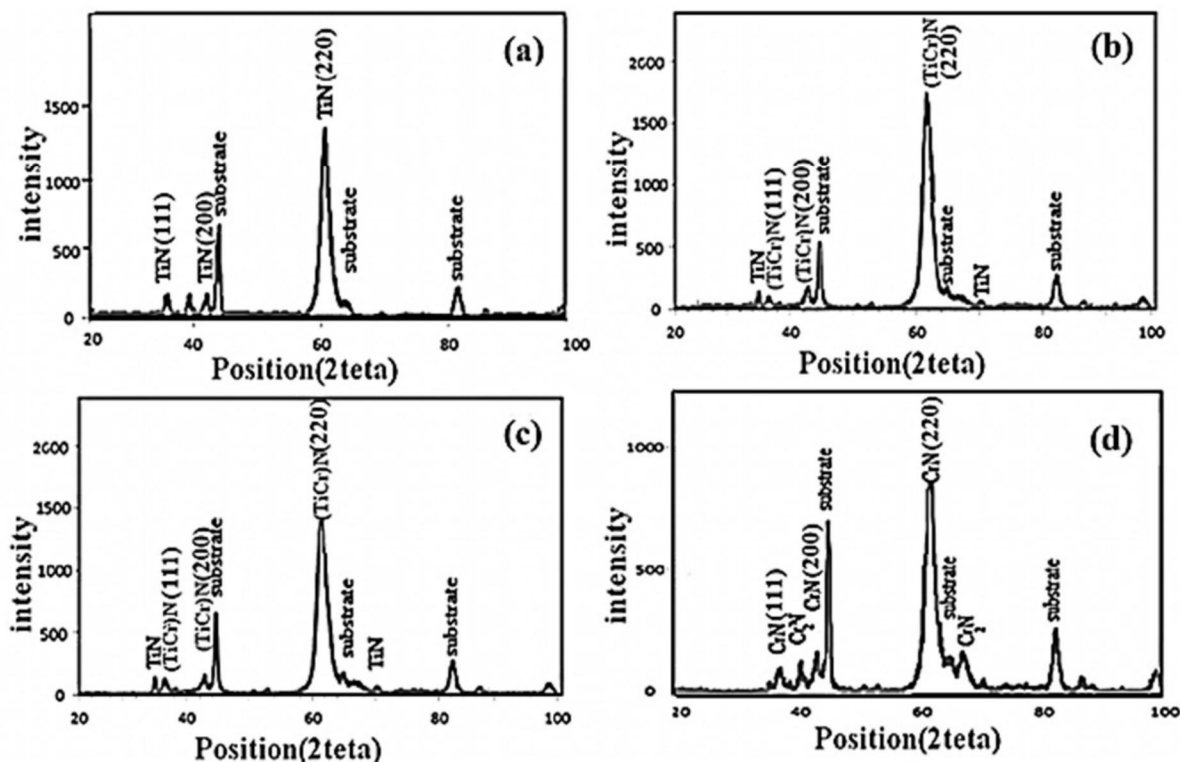 (a)
intensity
1500
1000
500
0
TiN(111)
TiN(200)
substrate
TiN(220)
substrate
substrate
20
40
60
80
100
Position(2teta)
(b)
intensity
2000
1500
1000
500
0
TiN
(TiCr)N(111)
(TiCr)N(200)
substrate
(TiCr)N
(220)
substrate
TiN
substrate
20
40
60
80
100
Position(2teta)
(c)
intensity
2000
1500
1000
500
0
TiN
(TiCr)N(111)
(TiCr)N(200)
substrate
(TiCr)N(220)
substrate
TiN
substrate
20
40
60
80
100
Position(2teta)
(d)
intensity
1000
500
0
CrN(111)
Cr2N
CrN(200)
substrate
CrN(220)
substrate
CrN2
substrate
20
40
60
80
100
Position(2teta)